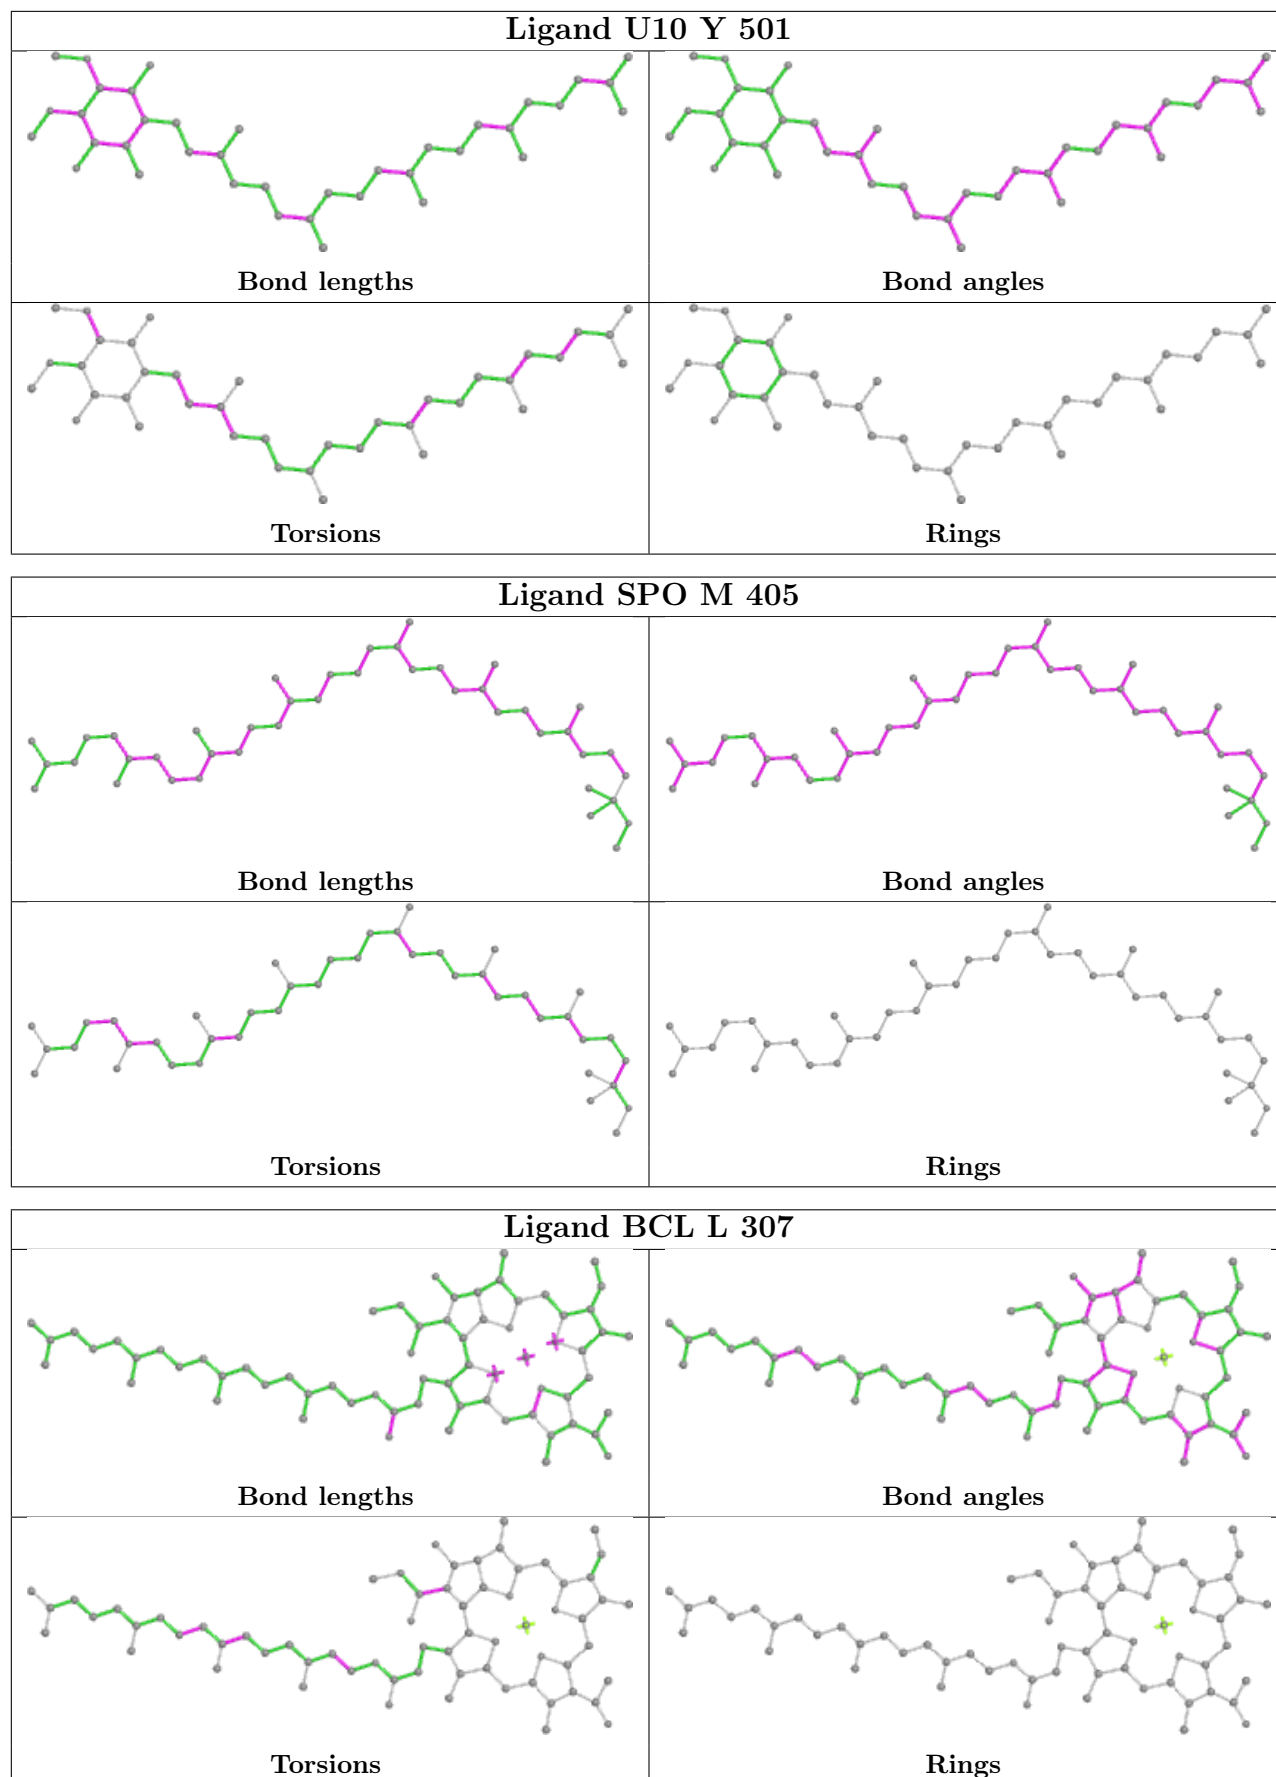 Ligand U10 Y 501
Bond lengths
Bond angles
Torsions
Rings
Ligand SPO M 405
Bond lengths
Bond angles
Torsions
Rings
Ligand BCL L 307
Bond lengths
Bond angles
Torsions
Rings